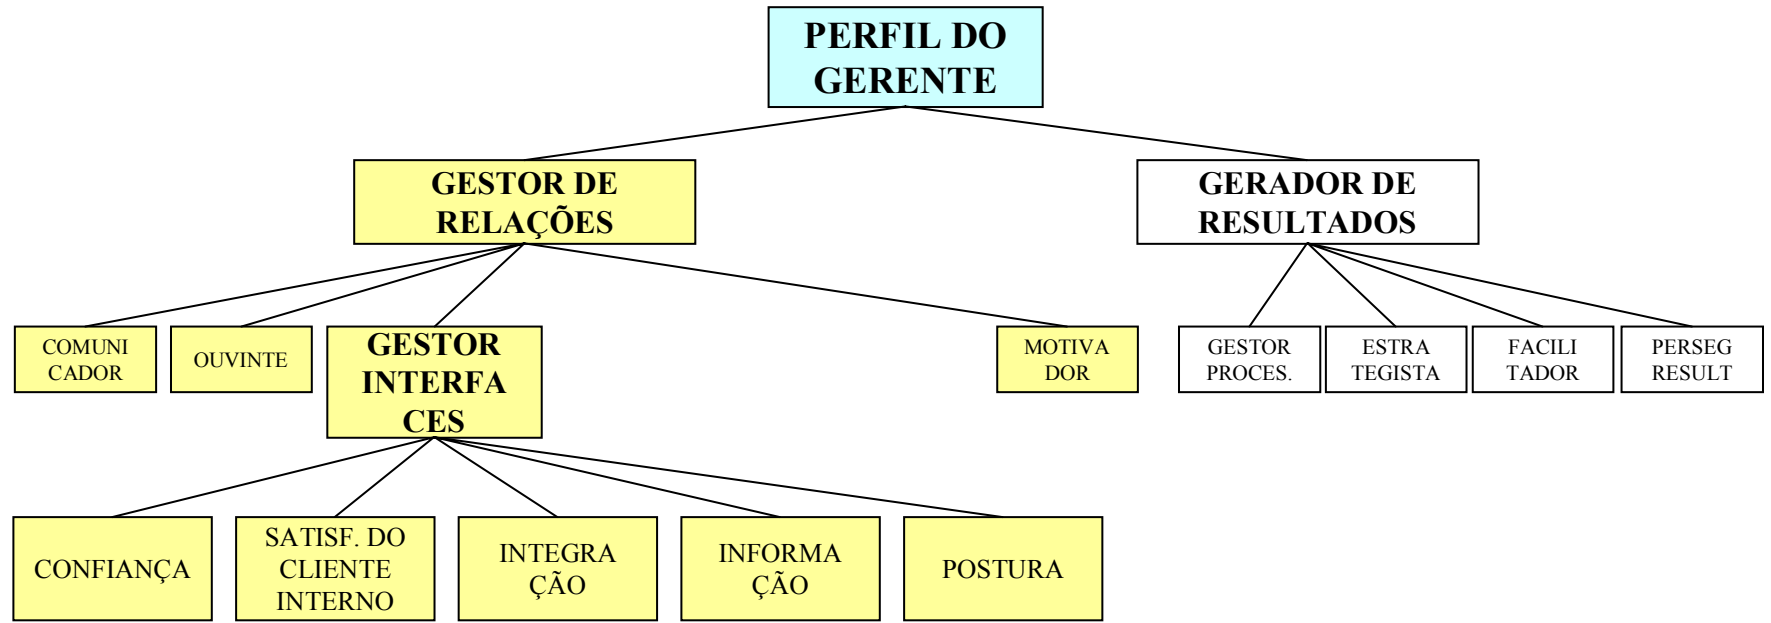 PERFIL DO
GERENTE
GESTOR DE
RELAÇÕES
GERADOR DE
RESULTADOS
COMUNI
CADOR
OUVINTE
GESTOR
INTERFA
CES
MOTIVA
DOR
GESTOR
PROCES.
ESTRA
TEGISTA
FACILI
TADOR
PERSEG
RESULT
CONFIANÇA
SATISF. DO
CLIENTE
INTERNO
INTEGRA
ÇÃO
INFORMA
ÇÃO
POSTURA